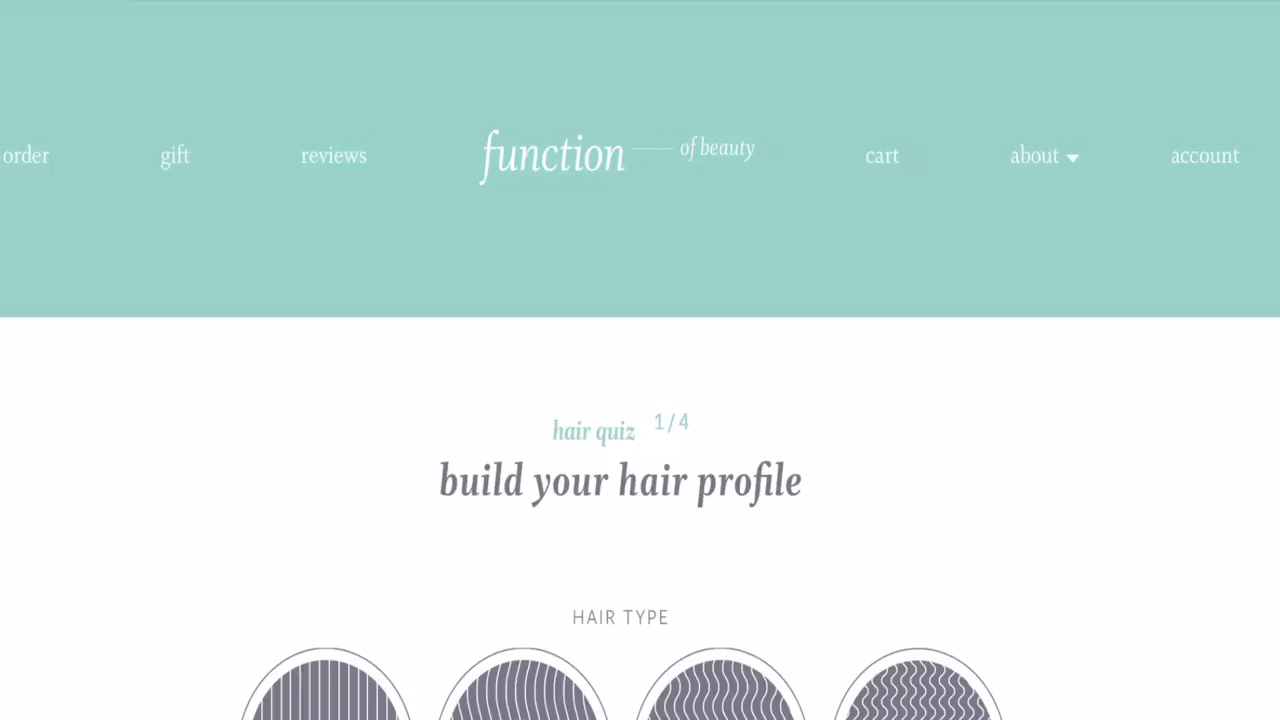 order gift reviews function of beauty cart about account
hair quiz 1/4
build your hair profile
HAIR TYPE